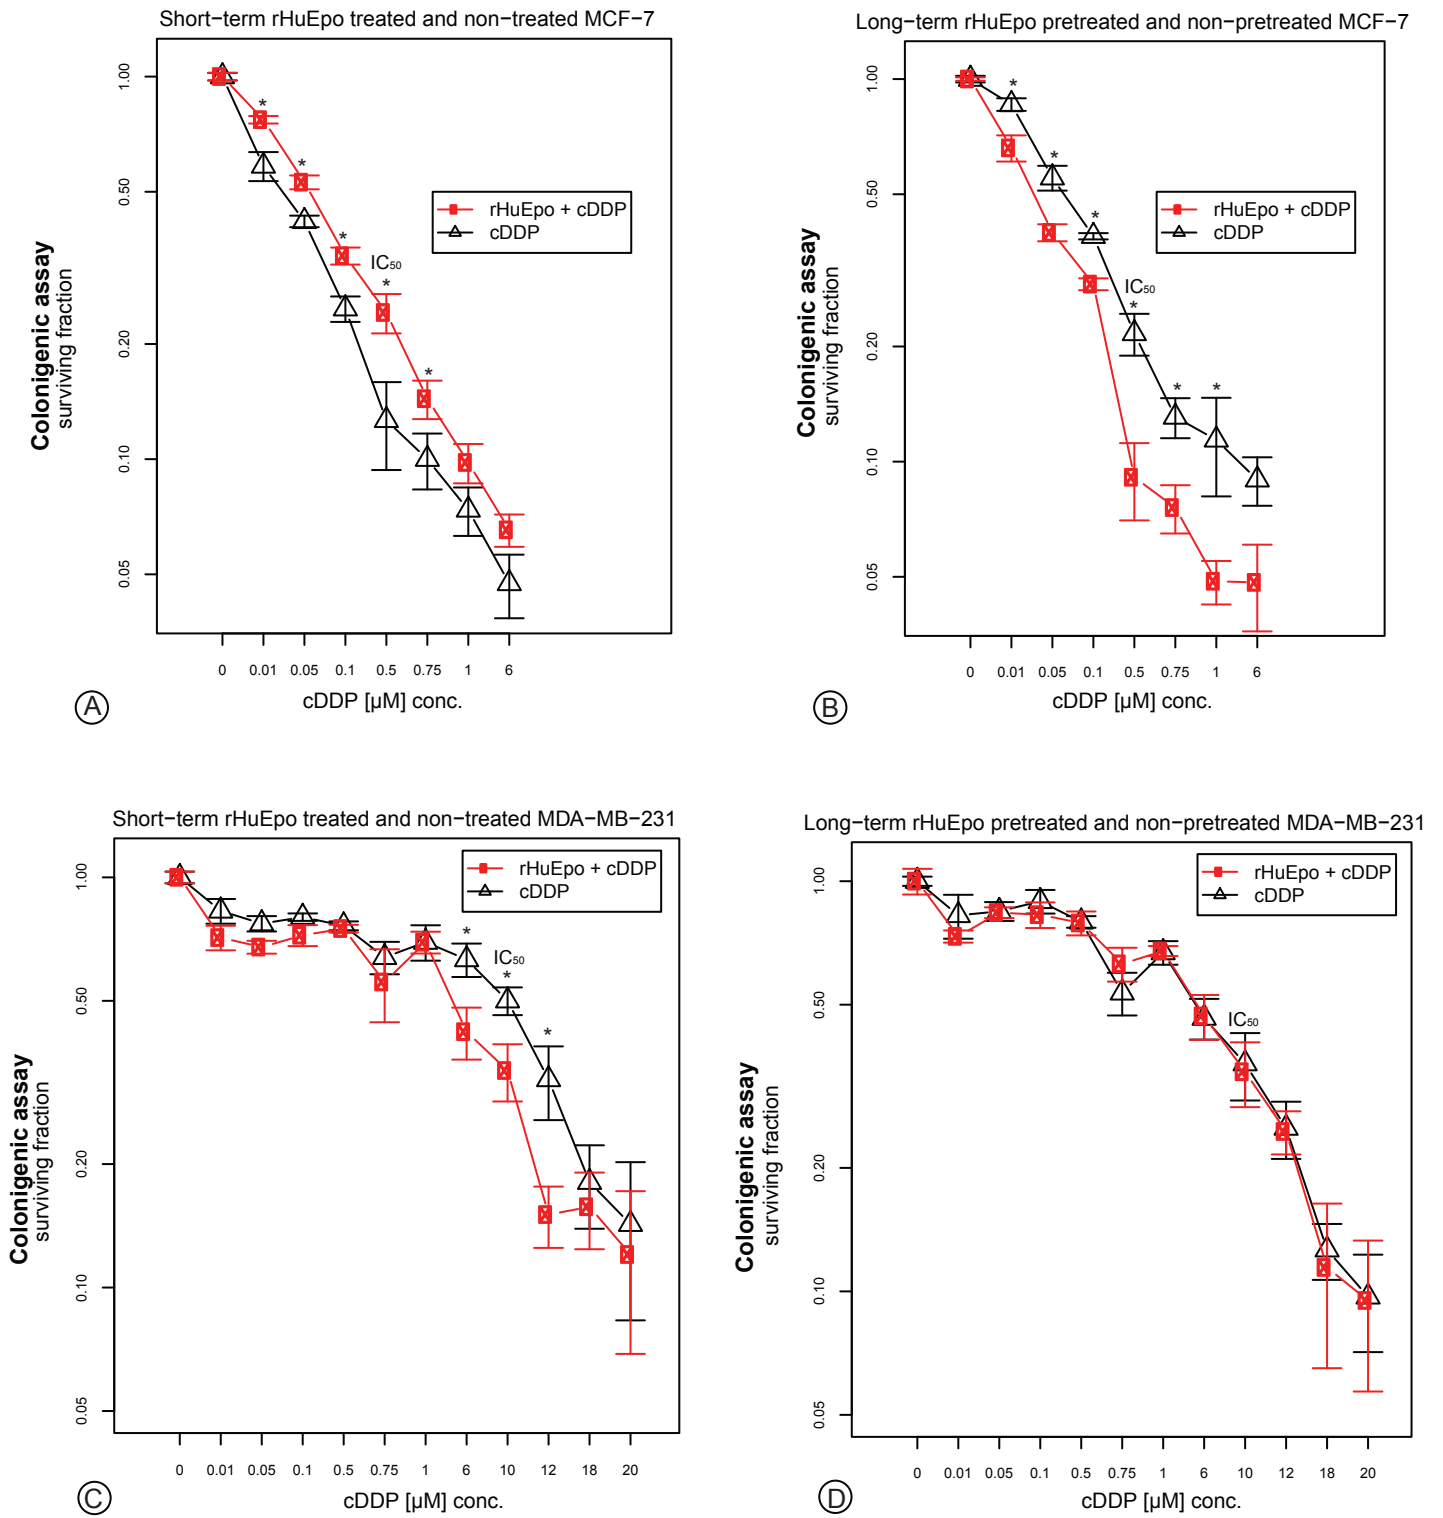 Short−term rHuEpo treated and non−treated MCF−7
Colonigenic assay
surviving fraction
1.00
0.50
0.20
0.10
0.05
*
*
*
IC50
*
*
rHuEpo + cDDP
cDDP
0 0.01 0.05 0.1 0.5 0.75 1 6
cDDP [µM] conc.
A
Long−term rHuEpo pretreated and non−pretreated MCF−7
Colonigenic assay
surviving fraction
1.00
0.50
0.20
0.10
0.05
*
*
*
IC50
*
* *
rHuEpo + cDDP
cDDP
0 0.01 0.05 0.1 0.5 0.75 1 6
cDDP [µM] conc.
B
Short−term rHuEpo treated and non−treated MDA−MB−231
Colonigenic assay
surviving fraction
1.00
0.50
0.20
0.10
0.05
rHuEpo + cDDP
cDDP
*
IC50
*
*
0 0.01 0.05 0.1 0.5 0.75 1 6 10 12 18 20
cDDP [µM] conc.
C
Long−term rHuEpo pretreated and non−pretreated MDA−MB−231
Colonigenic assay
surviving fraction
1.00
0.50
0.20
0.10
0.05
rHuEpo + cDDP
cDDP
IC50
0 0.01 0.05 0.1 0.5 0.75 1 6 10 12 18 20
cDDP [µM] conc.
D